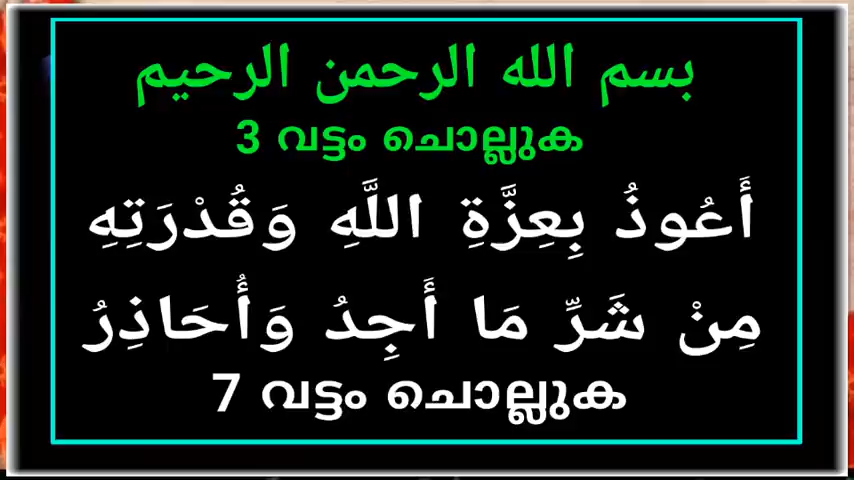 بسم الله الرحمن الرحيم
3 വട്ടം ചൊല്ലുക
أَعُوذُ بِعِزَّةِ اللَّهِ وَقُدْرَتِهِ
مِنْ شَرِّ مَا أَجِدُ وَأُحَاذِرُ
7 വട്ടം ചൊല്ലുക